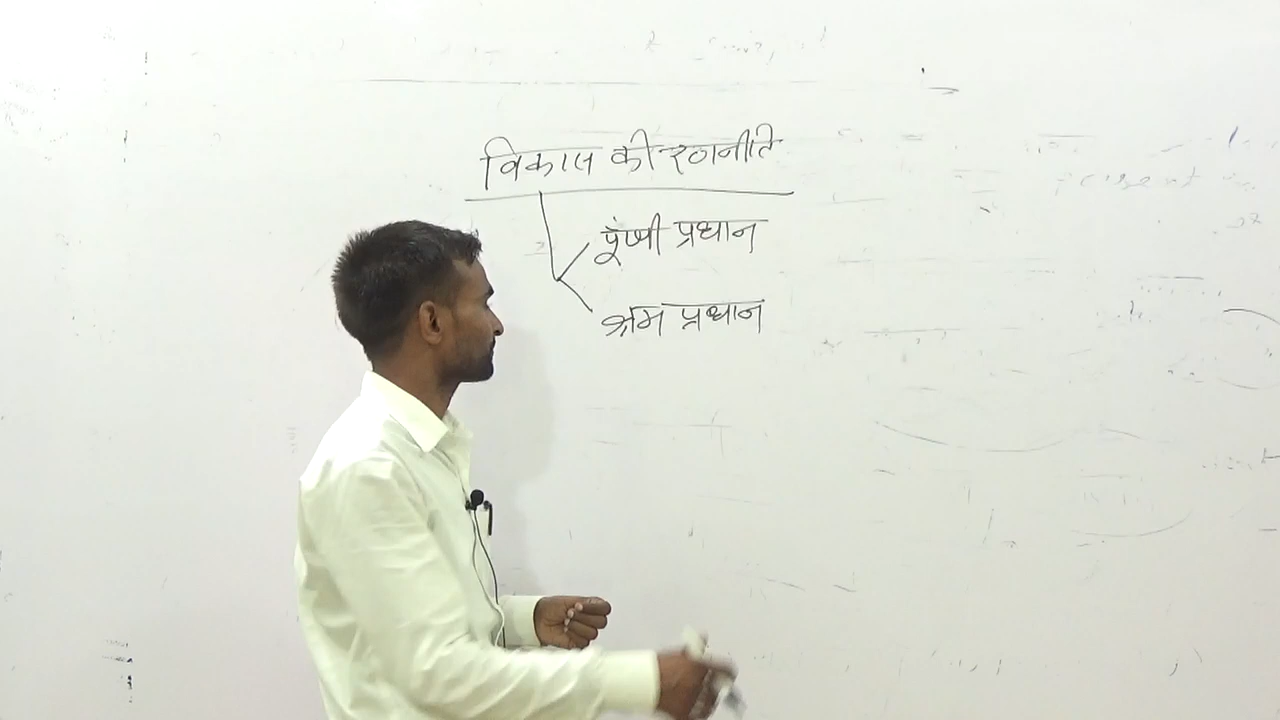 विकास की रणनीति
पूंजी प्रधान
श्रम प्रधान